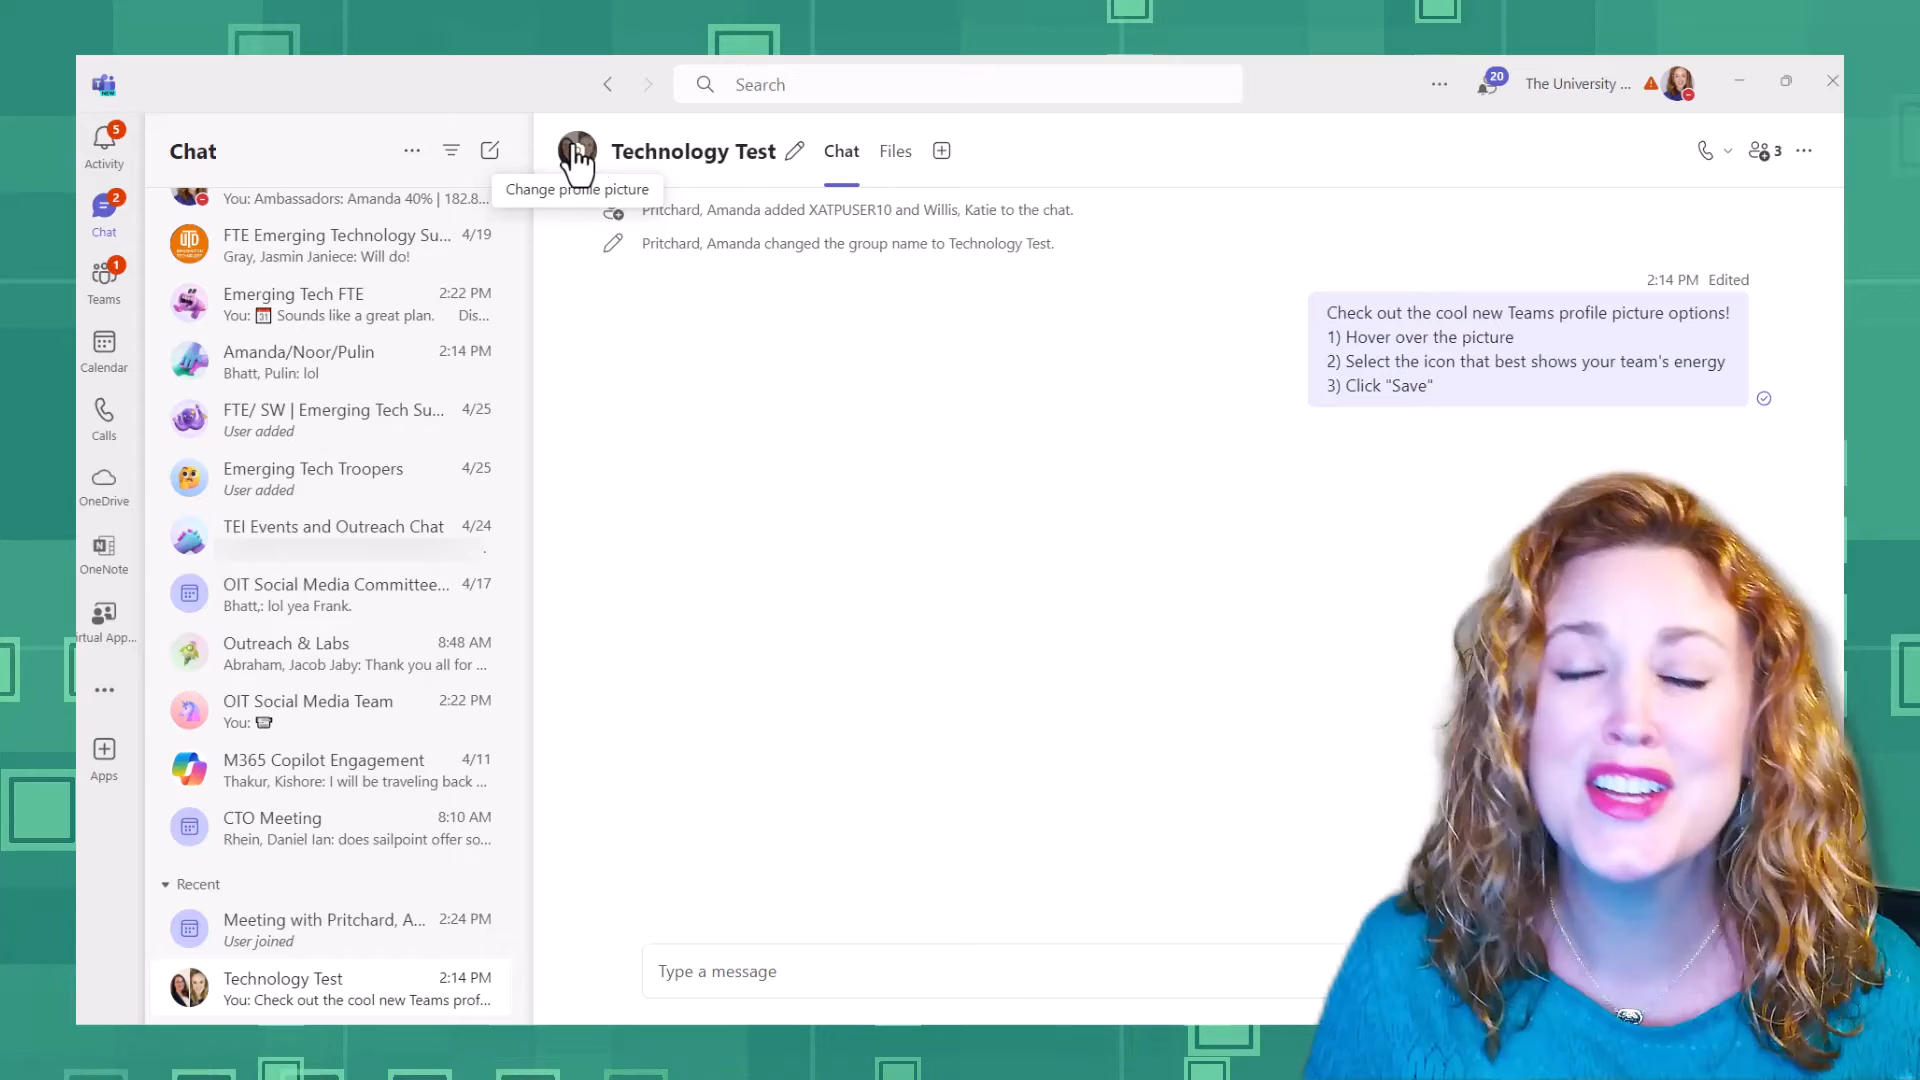 NEW
Search
20
The University ...
5
Activity
2
Chat
1
Teams
Calendar
Calls
OneDrive
OneNote
irtual App...
Apps
Chat
You: Ambassadors: Amanda 40% | 182.8...
UTD
FTE Emerging Technology Su... 4/19
Gray, Jasmin Janiece: Will do!
Emerging Tech FTE 2:22 PM
You: 31 Sounds like a great plan. Dis...
Amanda/Noor/Pulin 2:14 PM
Bhatt, Pulin: lol
FTE/ SW | Emerging Tech Su... 4/25
User added
Emerging Tech Troopers 4/25
User added
TEI Events and Outreach Chat 4/24
.
OIT Social Media Committee... 4/17
Bhatt,: lol yea Frank.
Outreach & Labs 8:48 AM
Abraham, Jacob Jaby: Thank you all for ...
OIT Social Media Team 2:22 PM
You:
M365 Copilot Engagement 4/11
Thakur, Kishore: I will be traveling back ...
CTO Meeting 8:10 AM
Rhein, Daniel Ian: does sailpoint offer so...
Recent
Meeting with Pritchard, A... 2:24 PM
User joined
Technology Test 2:14 PM
You: Check out the cool new Teams prof...
Technology Test Chat Files
3
Change profile picture
Pritchard, Amanda added XATPUSER10 and Willis, Katie to the chat.
Pritchard, Amanda changed the group name to Technology Test.
2:14 PM Edited
Check out the cool new Teams profile picture options!
1) Hover over the picture
2) Select the icon that best shows your team's energy
3) Click "Save"
Type a message